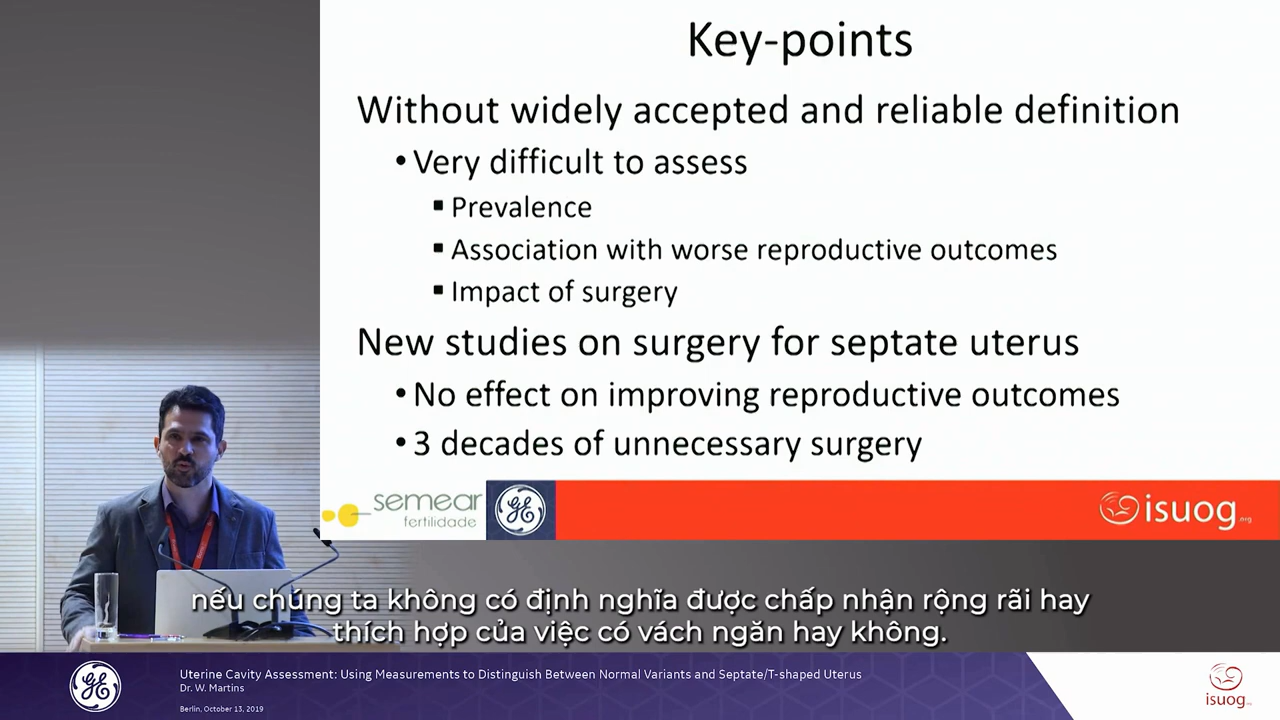 Key-points
Without widely accepted and reliable definition
• Very difficult to assess
▪ Prevalence
▪ Association with worse reproductive outcomes
▪ Impact of surgery
New studies on surgery for septate uterus
• No effect on improving reproductive outcomes
• 3 decades of unnecessary surgery
semear
fertilidade
GE
isuog.org
nếu chúng ta không có định nghĩa được chấp nhận rộng rãi hay
thích hợp của việc có vách ngăn hay không.
GE
Uterine Cavity Assessment: Using Measurements to Distinguish Between Normal Variants and Septate/T-shaped Uterus
Dr. W. Martins
Berlin, October 13, 2019
isuog.org